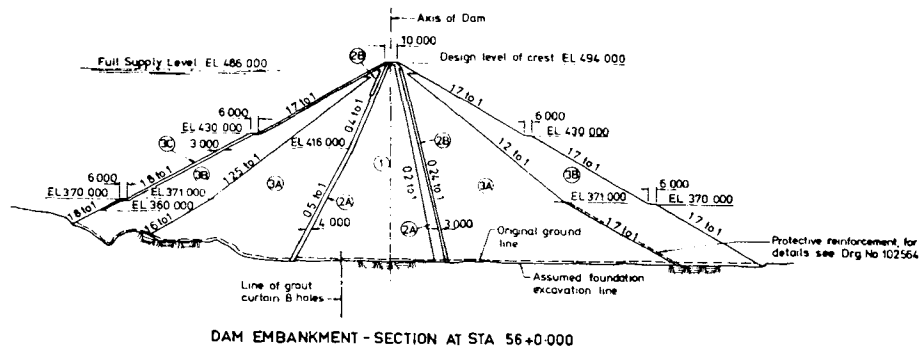 Axis of Dam
10 000
2B
Full Supply Level EL 486 000
Design level of crest EL 494 000
1.7 to 1
1.7 to 1
6 000
EL 430 000
3C
3 000
0.4 to 1
EL 416 000
1
2B
6 000
EL 430 000
1.8 to 1
3B
1.25 to 1
3A
0.2 to 1
0.24 to 1
3A
1.2 to 1
3B
1.7 to 1
6 000
EL 370 000
EL 371 000
EL 360 000
1.8 to 1
1.6 to 1
0.5 to 1
2A
4 000
2A
3 000
EL 371 000
6 000
EL 370 000
1.7 to 1
1.7 to 1
Original ground
line
Protective reinforcement, for
details see Drg No 102564
Line of grout
curtain B holes
Assumed foundation
excavation line
DAM EMBANKMENT - SECTION AT STA 56+0.000